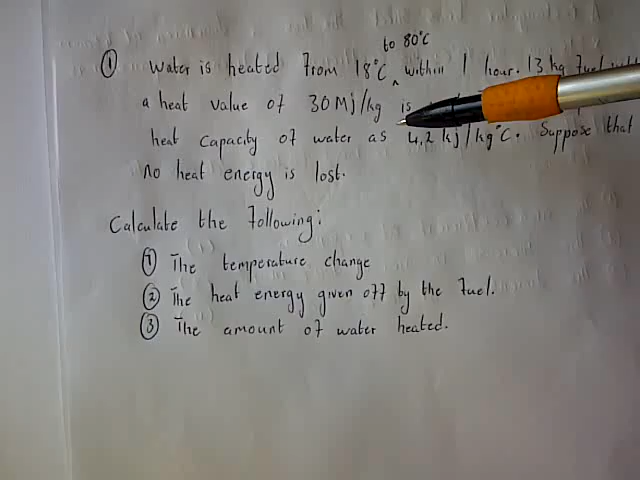 ① Water is heated from 18°C ^ to 80°C within 1 hour. 13 kg fuel
a heat value of 30 Mj/kg is
heat capacity of water as 4,2 kj/kg°C. Suppose that
no heat energy is lost.
Calculate the following:
① The temperature change
② The heat energy given off by the fuel.
③ The amount of water heated.